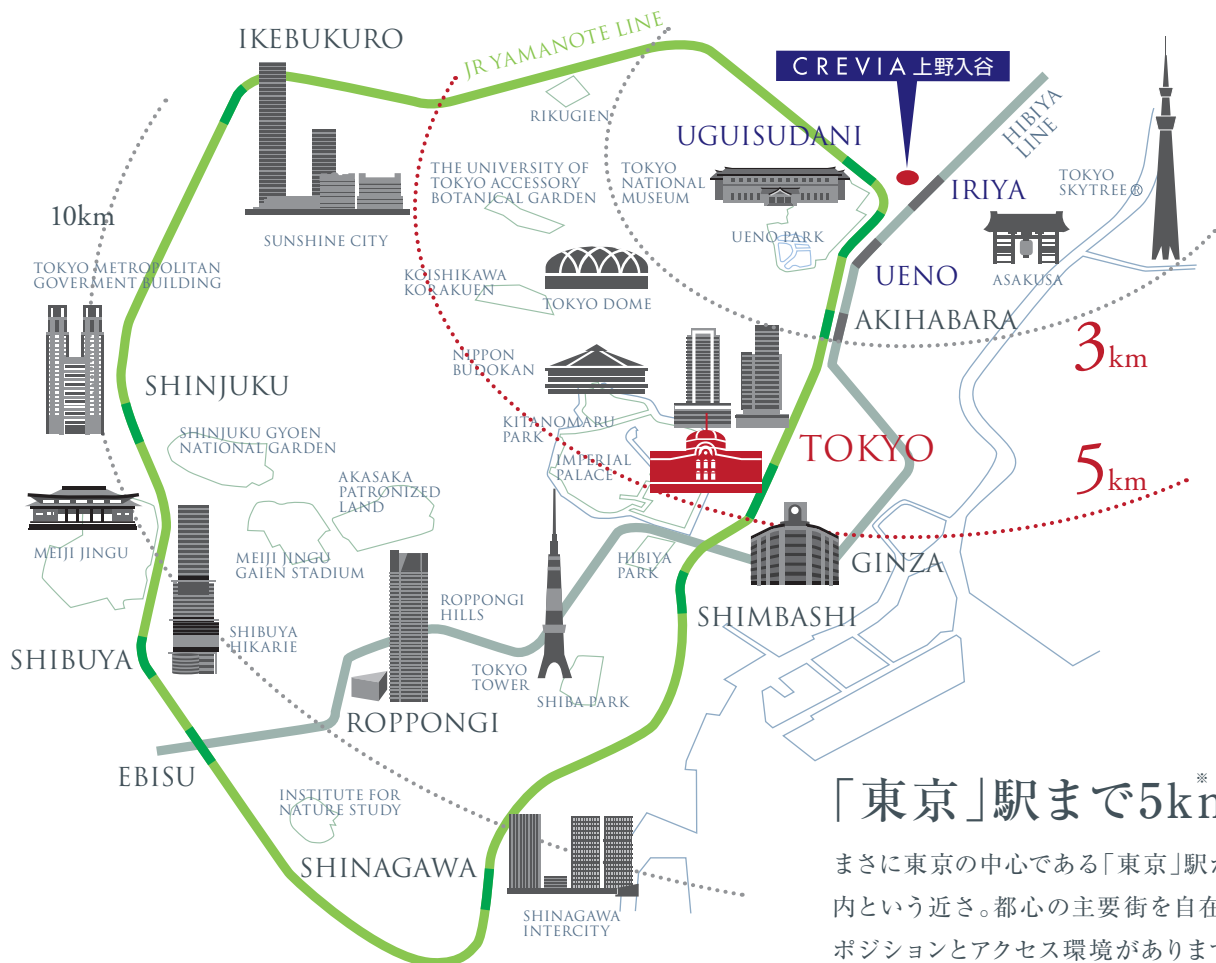 IKEBUKURO
JR YAMANOTE LINE
CREVIA 上野入谷
HIBIYA
LINE
RIKUGIEN
UGUISUDANI
THE UNIVERSITY OF
TOKYO ACCESSORY
BOTANICAL GARDEN
TOKYO
NATIONAL
MUSEUM
IRIYA
TOKYO
SKYTREE®
10km
SUNSHINE CITY
UENO PARK
TOKYO METROPOLITAN
GOVERMENT BUILDING
KOISHIKAWA
KORAKUEN
TOKYO DOME
UENO
ASAKUSA
AKIHABARA
3km
NIPPON
BUDOKAN
SHINJUKU
KITANOMARU
PARK
SHINJUKU GYOEN
NATIONAL GARDEN
TOKYO
IMPERIAL
PALACE
5km
AKASAKA
PATRONIZED
LAND
MEIJI JINGU
MEIJI JINGU
GAIEN STADIUM
HIBIYA
PARK
GINZA
ROPPONGI
HILLS
SHIMBASHI
SHIBUYA
HIKARIE
SHIBUYA
TOKYO
TOWER
SHIBA PARK
ROPPONGI
EBISU
INSTITUTE FOR
NATURE STUDY
SHINAGAWA
SHINAGAWA
INTERCITY
「東京」駅まで5km※
まさに東京の中心である「東京」駅か
内という近さ。都心の主要街を自在
ポジションとアクセス環境があります